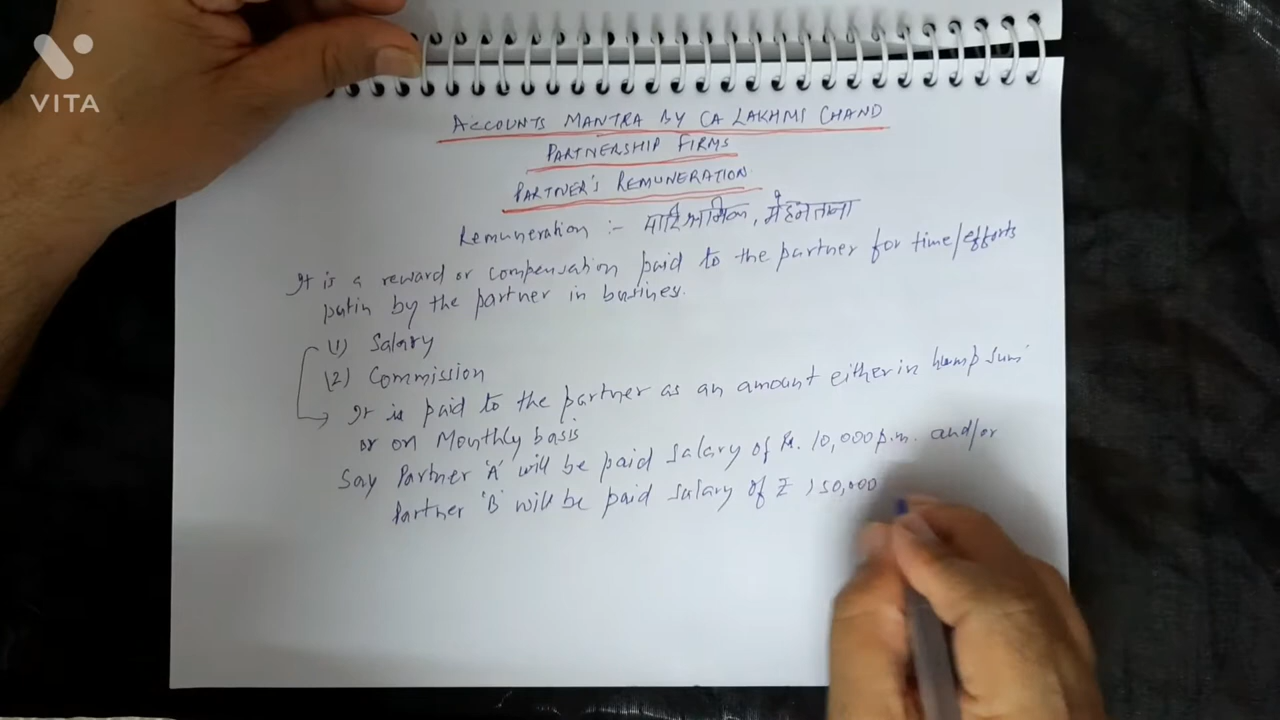 VITA
ACCOUNTS MANTRA BY CA LAKHMI CHAND
PARTNERSHIP FIRMS
PARTNER'S REMUNERATION
Remuneration :- पारिश्रमिक, मेहनताना
It is a reward or compensation paid to the partner for time/efforts
putin by the partner in business.
(1) Salary
(2) Commission
It is paid to the partner as an amount either in lump sum
or on Monthly basis
Say Partner 'A' will be paid salary of Rs. 10,000 p.m. and/or
Partner 'B' will be paid salary of ₹ 150,000